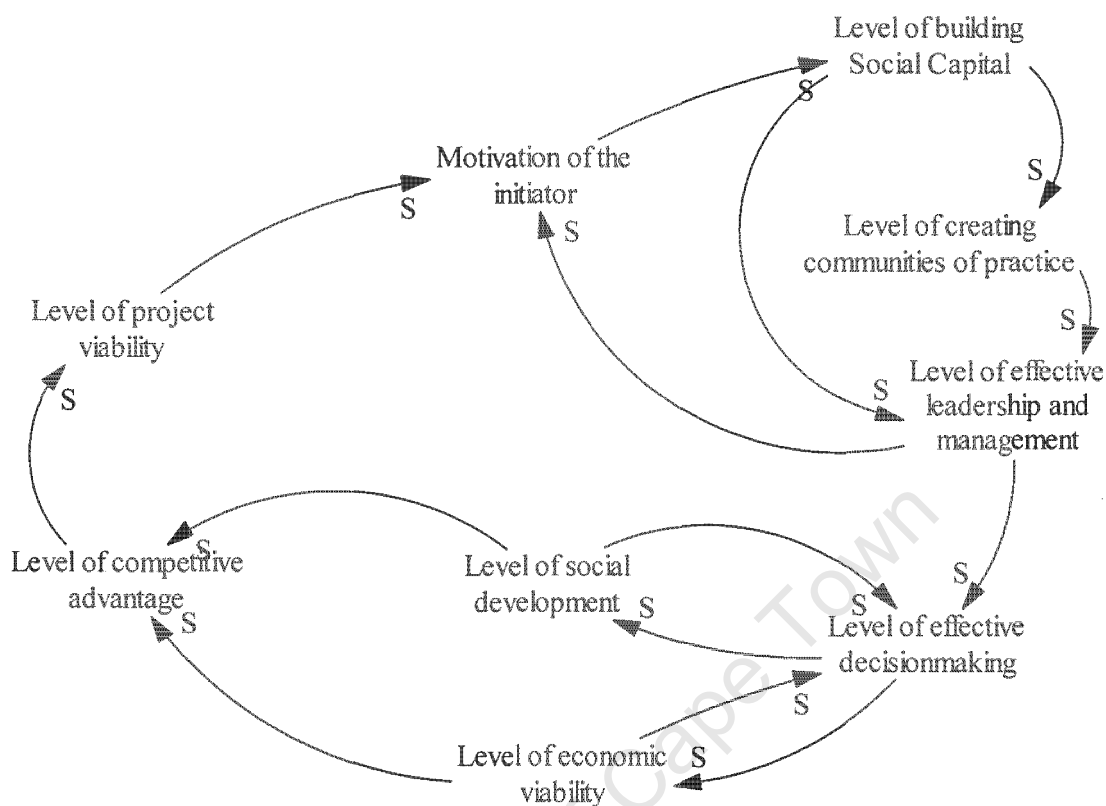 Level of building
Social Capital
S
Motivation of the
initiator
S
S
S
Level of creating
communities of practice
S
Level of project
viability
S
S
Level of effective
leadership and
management
S
Level of competitive
advantage
S
S
Level of social
development
S
S
S
Level of effective
decisionmaking
S
S
Level of economic
viability
Cape Town